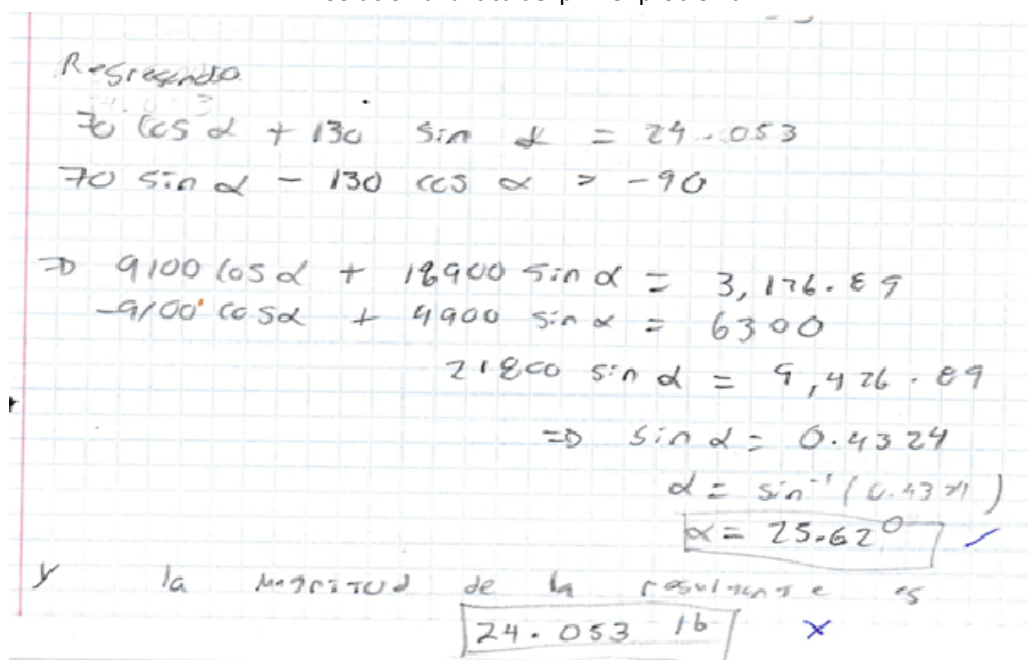 Regresando
70 cos α + 130 sin α = 24.053
70 sin α - 130 cos α = -90
⇒ 9100 cos α + 16900 sin α = 3,126.89
-9100 cos α + 4900 sin α = 6300
21800 sin α = 9,426.89
⇒ sin α = 0.4324
α = sin⁻¹ (0.4324)
α = 25.62°
y la magnitud de la resultante es
24.053 lb